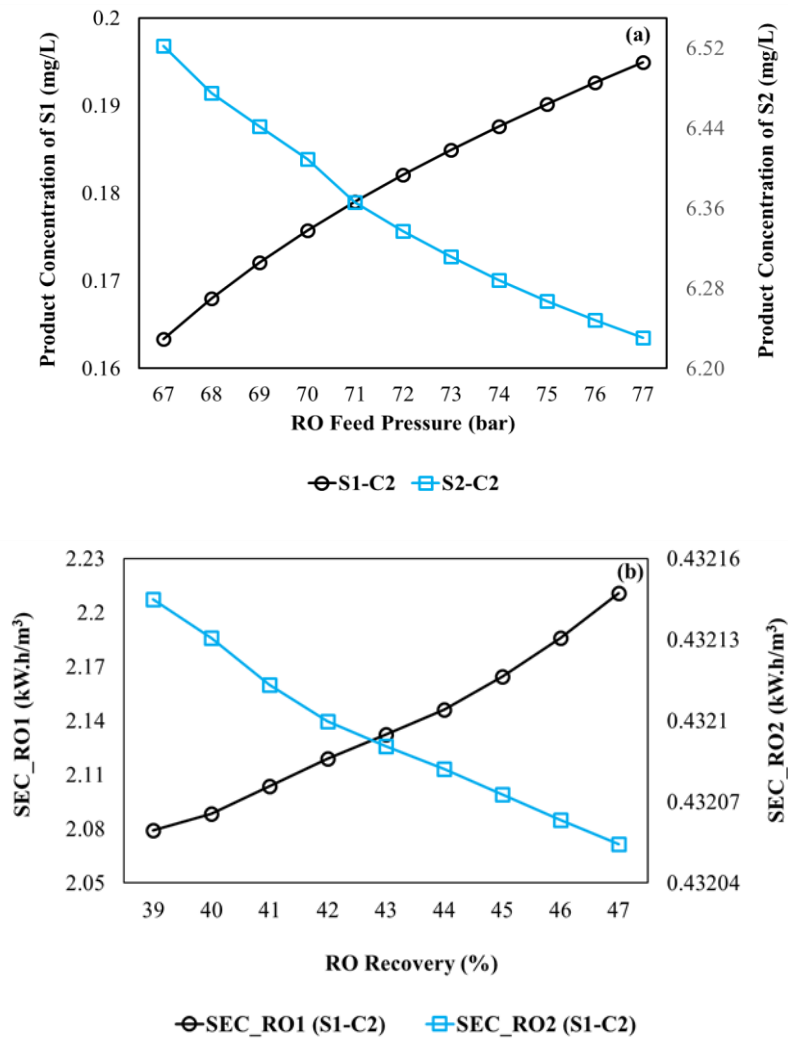 (a)
Product Concentration of S1 (mg/L)
0.2
0.19
0.18
0.17
0.16
Product Concentration of S2 (mg/L)
6.52
6.44
6.36
6.28
6.20
67 68 69 70 71 72 73 74 75 76 77
RO Feed Pressure (bar)
S1-C2 S2-C2
(b)
SEC_RO1 (kW.h/m³)
2.23
2.2
2.17
2.14
2.11
2.08
2.05
SEC_RO2 (kW.h/m³)
0.43216
0.43213
0.4321
0.43207
0.43204
39 40 41 42 43 44 45 46 47
RO Recovery (%)
SEC_RO1 (S1-C2) SEC_RO2 (S1-C2)